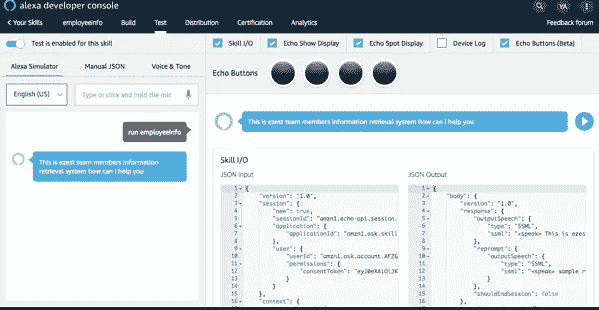 alexa developer console
YA
Your Skills employeeinfo Build Test Distribution Certification Analytics Feedback forum
Test is enabled for this skill
Skill I/O Echo Show Display Echo Spot Display Device Log Echo Buttons (Beta)
Alexa Simulator Manual JSON Voice & Tone
Echo Buttons
English (US)
Type or click and hold the mic
run employeeinfo
This is ezest team members information
retrieval system how can I help you
This is ezest team members information retrieval system how can I help you
Skill I/O
JSON Input
1 {
2 "version": "1.0",
3 "session": {
4 "new": true,
5 "sessionId": "amzn1.echo-api.session.
6 "application": {
7 "applicationId": "amzn1.ask.skill
8 },
9 "user": {
10 "userId": "amzn1.ask.account.AFZG
11 "permissions": {
12 "consentToken":
13 }
14 }
15 },
16 "context": {
JSON Output
1 {
2 "body": {
3 "version": "1.0",
4 "response": {
5 "outputSpeech": {
6 "type": "SSML",
7 "ssml": "<speak> This is ezes
8 },
9 "reprompt": {
10 "outputSpeech": {
11 "type": "SSML",
12 "ssml": "<speak> sample r
13 }
14 },
15 "shouldEndSession": false
16 },